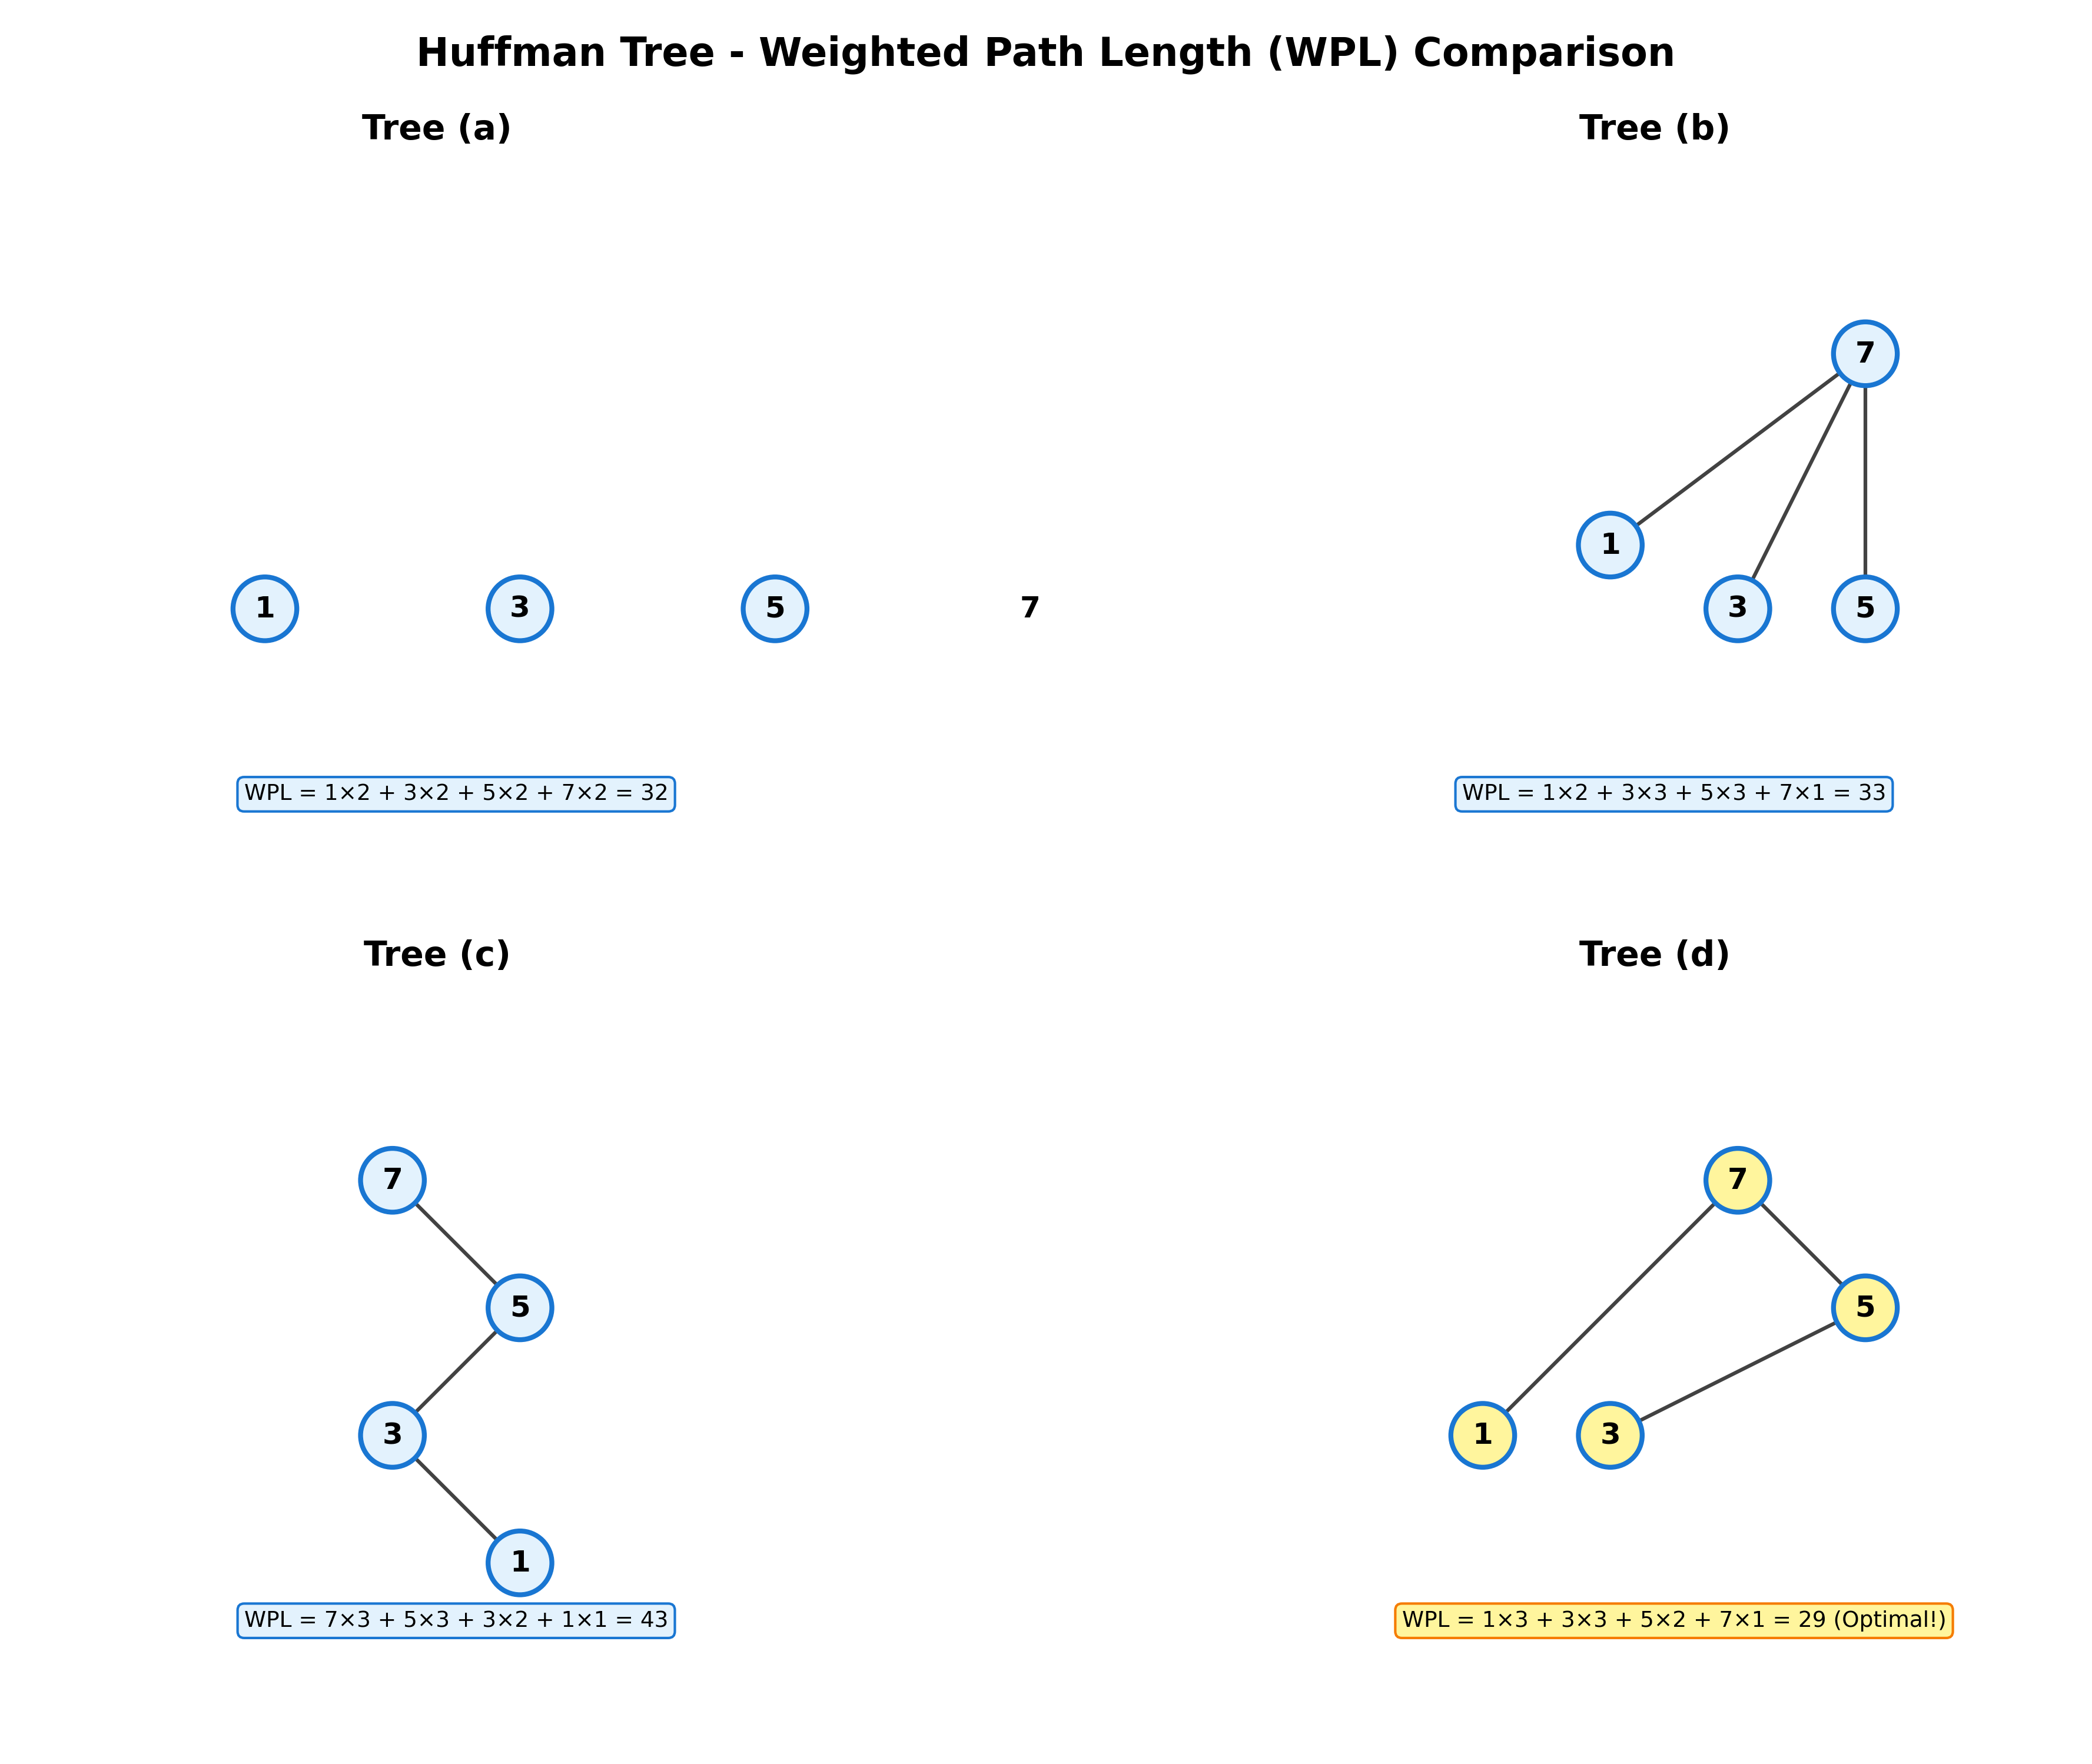 Huffman Tree - Weighted Path Length (WPL) Comparison
Tree (a)
1
3
5
7
WPL = 1×2 + 3×2 + 5×2 + 7×2 = 32
Tree (b)
7
1
3
5
WPL = 1×2 + 3×3 + 5×3 + 7×1 = 33
Tree (c)
7
5
3
1
WPL = 7×3 + 5×3 + 3×2 + 1×1 = 43
Tree (d)
7
5
1
3
WPL = 1×3 + 3×3 + 5×2 + 7×1 = 29 (Optimal!)